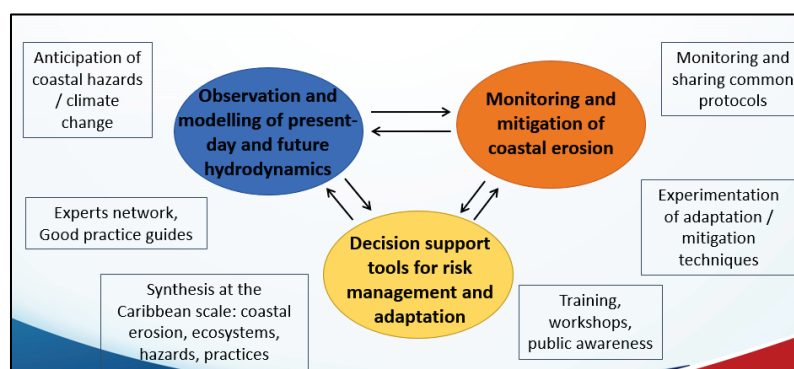 Anticipation of
coastal hazards
/ climate
change
Observation and
modelling of present-
day and future
hydrodynamics
Monitoring and
mitigation of
coastal erosion
Monitoring and
sharing common
protocols
Experts network,
Good practice guides
Decision support
tools for risk
management and
adaptation
Experimentation
of adaptation /
mitigation
techniques
Synthesis at the
Caribbean scale: coastal
erosion, ecosystems,
hazards, practices
Training,
workshops,
public awareness